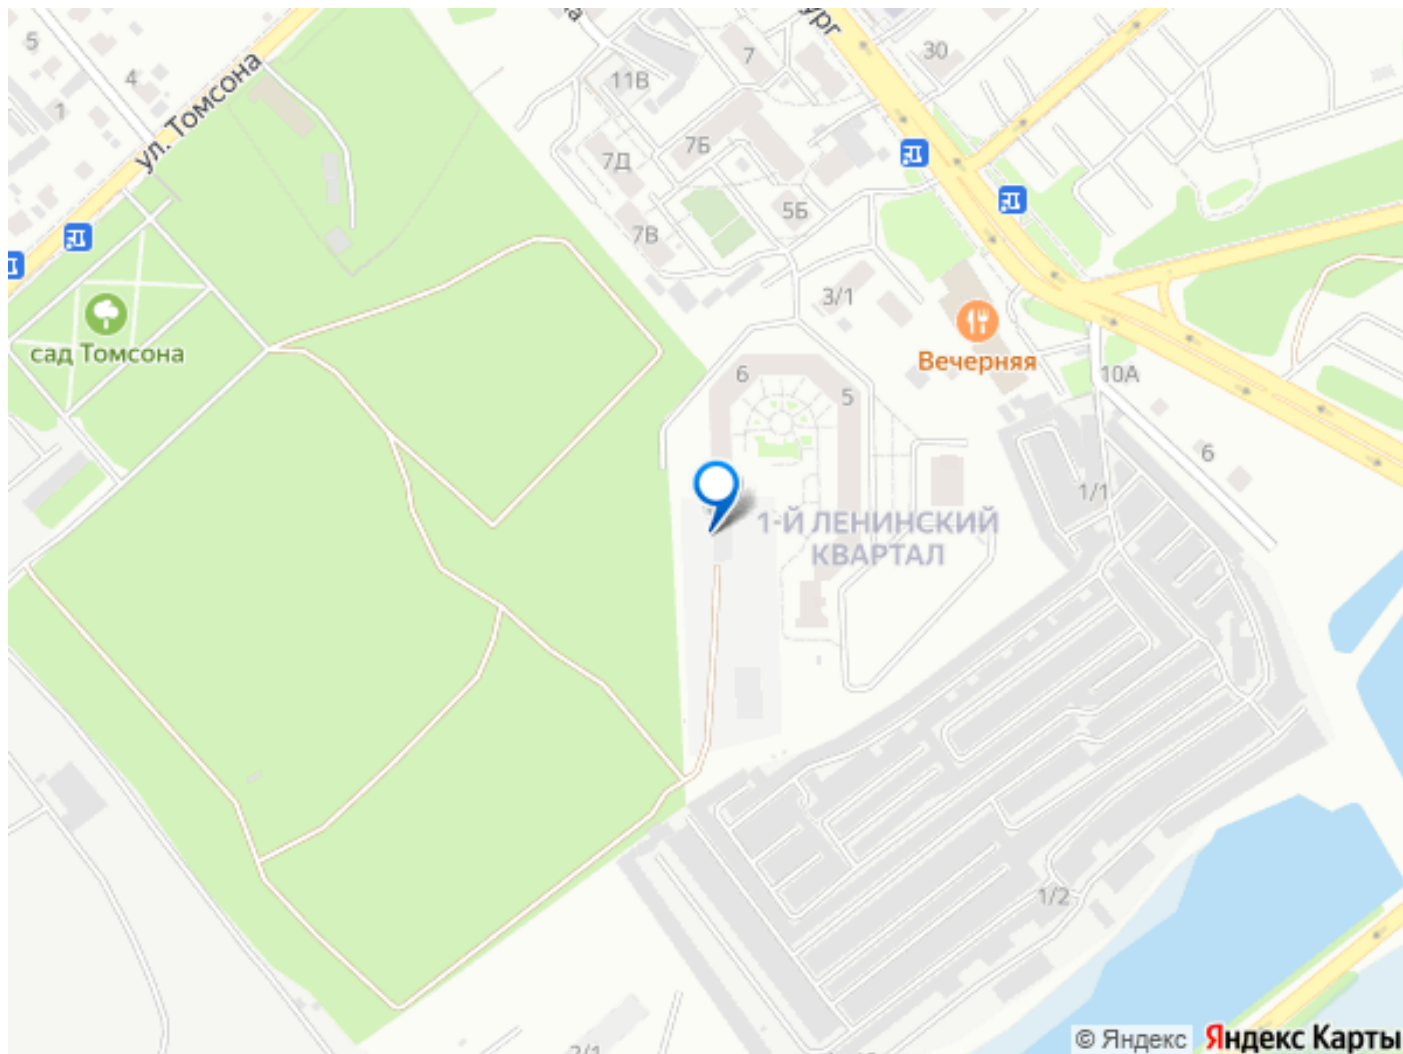 5
4
1
ул. Томсона
11В
7
30
7Б
7Д
5Б
7В
3/1
сад Томсона
Вечерняя
10А
6
5
6
1/1
1-Й ЛЕНИНСКИЙ
КВАРТАЛ
1/2
© Яндекс
Яндекс Карты